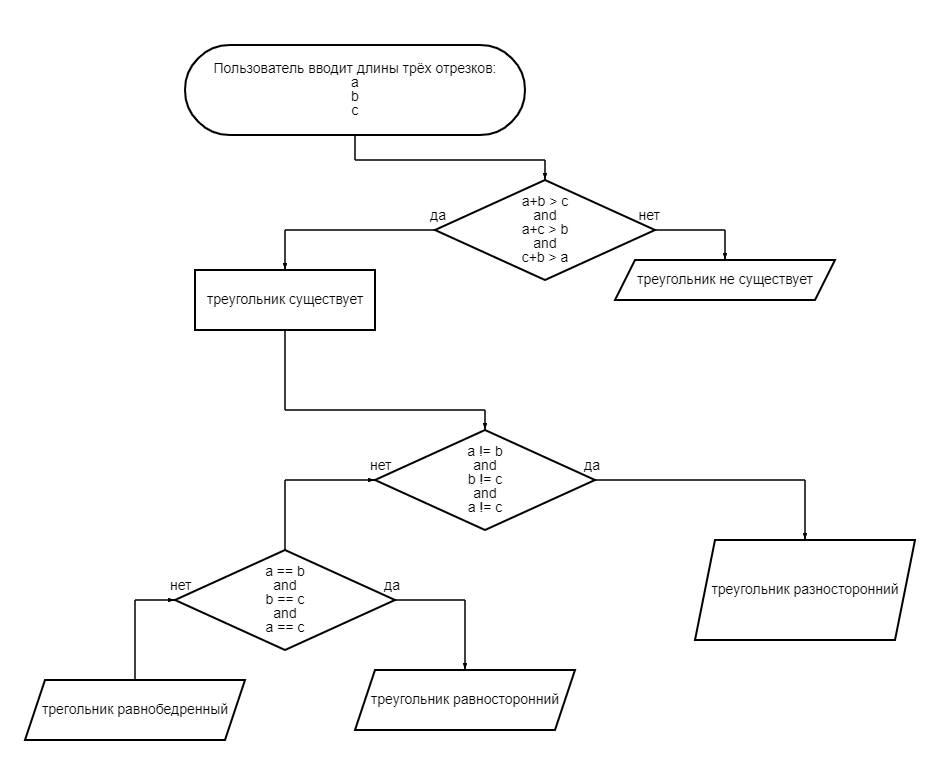 Пользователь вводит длины трёх отрезков:
a
b
c
да
a+b > c
and
a+c > b
and
c+b > a
нет
треугольник существует
треугольник не существует
нет
a != b
and
b != c
and
a != c
да
нет
a == b
and
b == c
and
a == c
да
треугольник разносторонний
трегольник равнобедренный
треугольник равносторонний